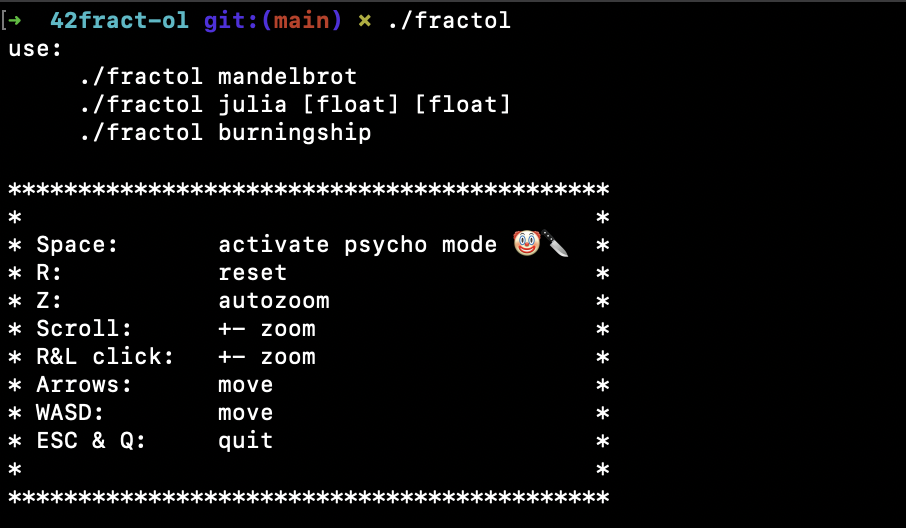 [➜  42fract-ol git:(main) ✗ ./fractol
use:
     ./fractol mandelbrot
     ./fractol julia [float] [float]
     ./fractol burningship

*******************************************
*                                         *
* Space:       activate psycho mode 🤡🔪  *
* R:           reset                      *
* Z:           autozoom                   *
* Scroll:      +- zoom                    *
* R&L click:   +- zoom                    *
* Arrows:      move                       *
* WASD:        move                       *
* ESC & Q:     quit                       *
*                                         *
*******************************************